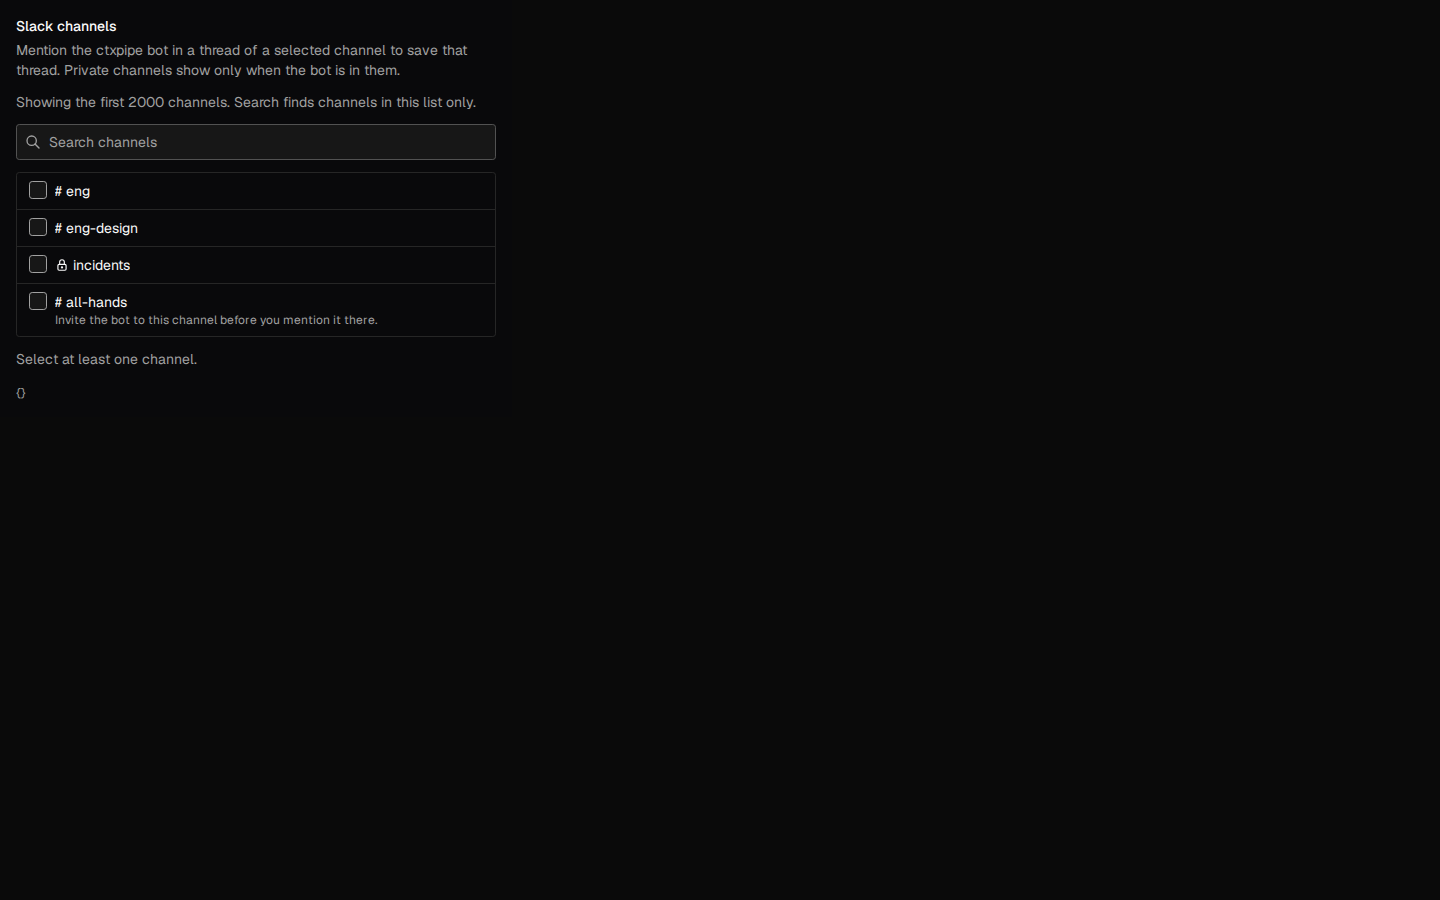 Slack channels
Mention the ctxpipe bot in a thread of a selected channel to save that
thread. Private channels show only when the bot is in them.
Showing the first 2000 channels. Search finds channels in this list only.
Search channels
# eng
# eng-design
incidents
# all-hands
Invite the bot to this channel before you mention it there.
Select at least one channel.
{}